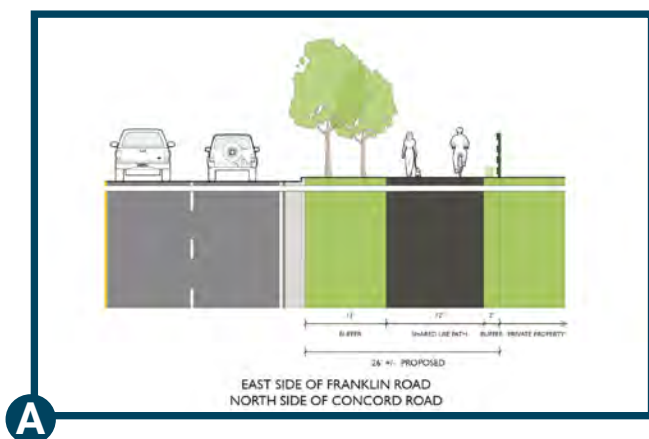 12' 12' 2'
BUFFER SHARED USE PATH BUFFER PRIVATE PROPERTY
26' +/- PROPOSED
EAST SIDE OF FRANKLIN ROAD
NORTH SIDE OF CONCORD ROAD
A